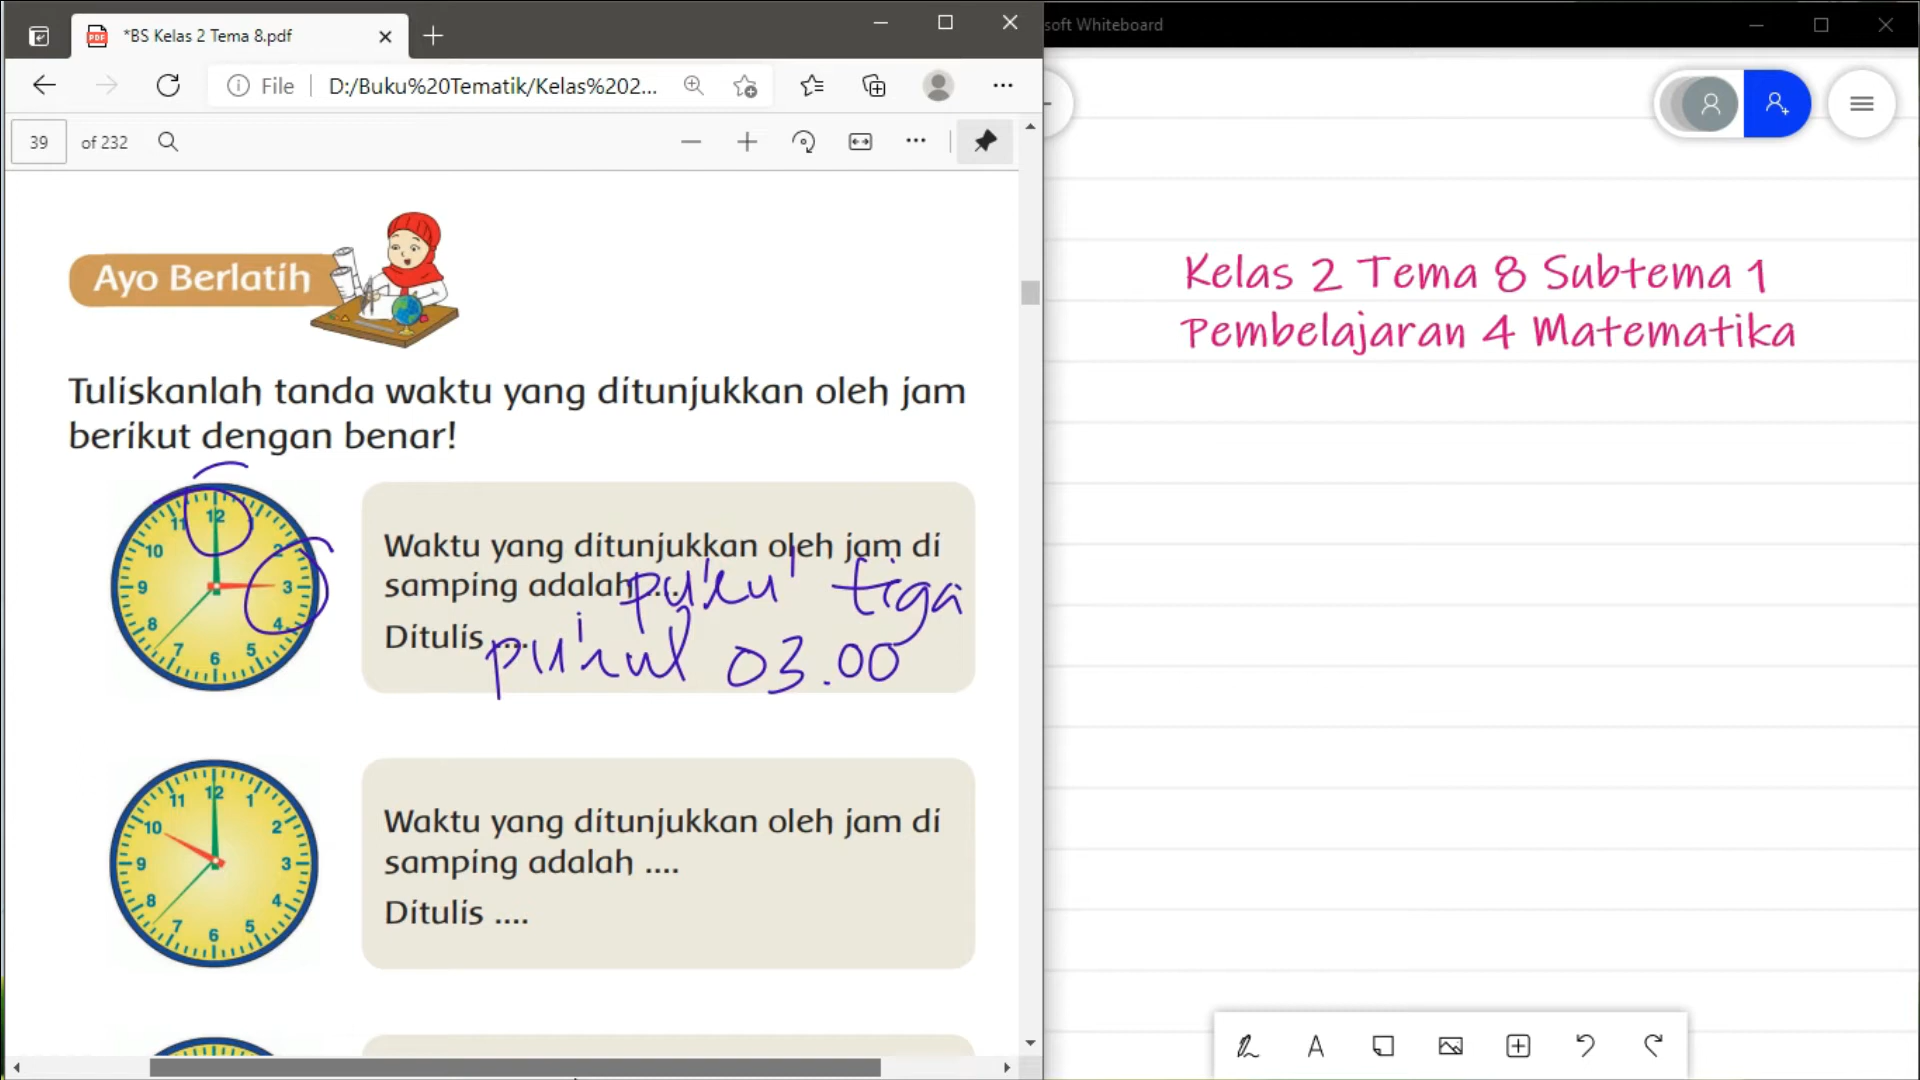 *BS Kelas 2 Tema 8.pdf
soft Whiteboard
File D:/Buku%20Tematik/Kelas%202...
39 of 232
Ayo Berlatih
Kelas 2 Tema 8 Subtema 1
Pembelajaran 4 Matematika
Tuliskanlah tanda waktu yang ditunjukkan oleh jam
berikut dengan benar!
12
11
2
10
9
3
8
4
7
6
5
Waktu yang ditunjukkan oleh jam di
samping adalah .... pukul tiga
Ditulis .... pukul 03.00
12
11
1
10
2
9
3
8
4
7
6
5
Waktu yang ditunjukkan oleh jam di
samping adalah ....
Ditulis ....
A